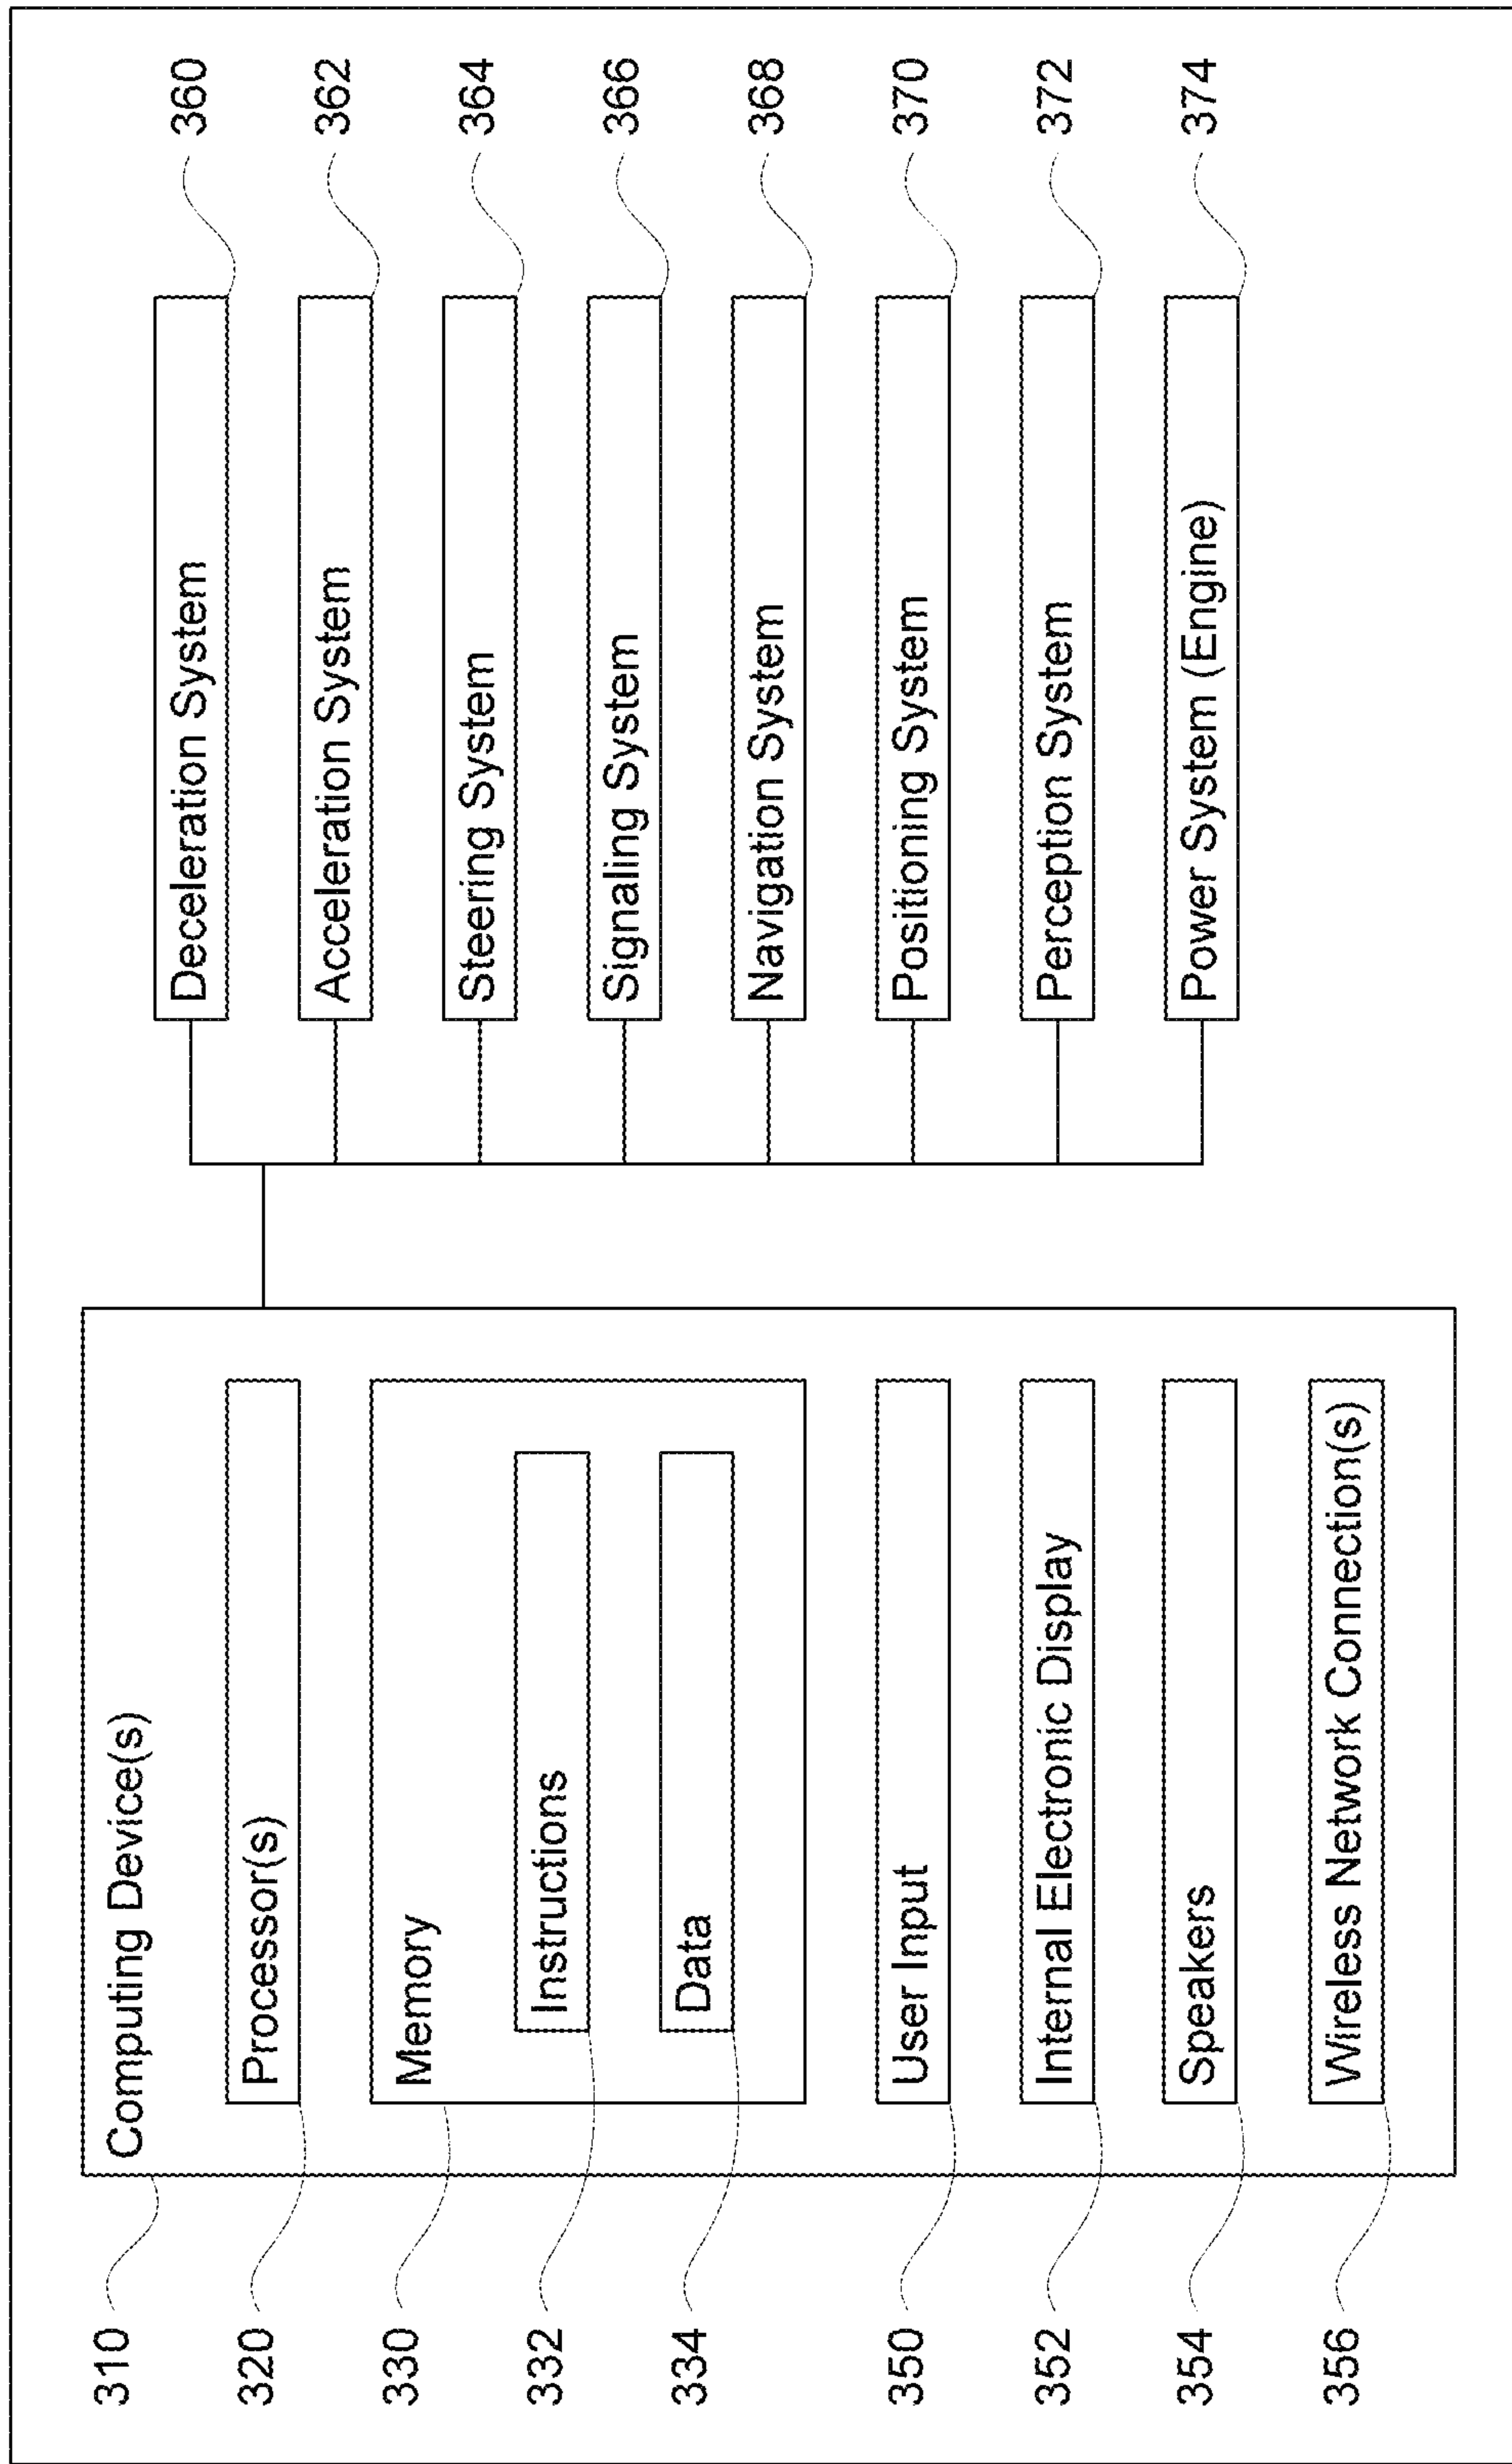 310
Computing Device(s)
320
Processor(s)
330
Memory
332
Instructions
334
Data
350
User Input
352
Internal Electronic Display
354
Speakers
356
Wireless Network Connection(s)
Deceleration System
360
Acceleration System
362
Steering System
364
Signaling System
366
Navigation System
368
Positioning System
370
Perception System
372
Power System (Engine)
374